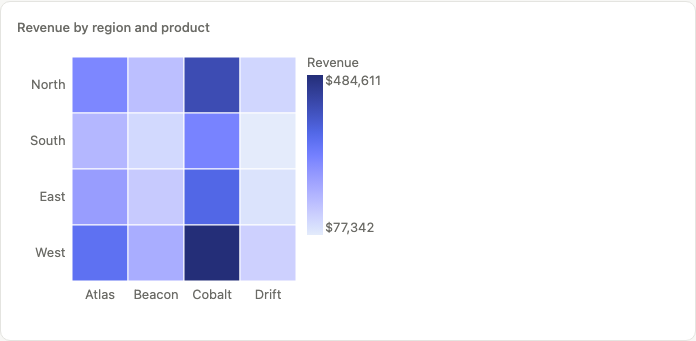 Revenue by region and product
Revenue
$484,611
$77,342
North
South
East
West
Atlas Beacon Cobalt Drift